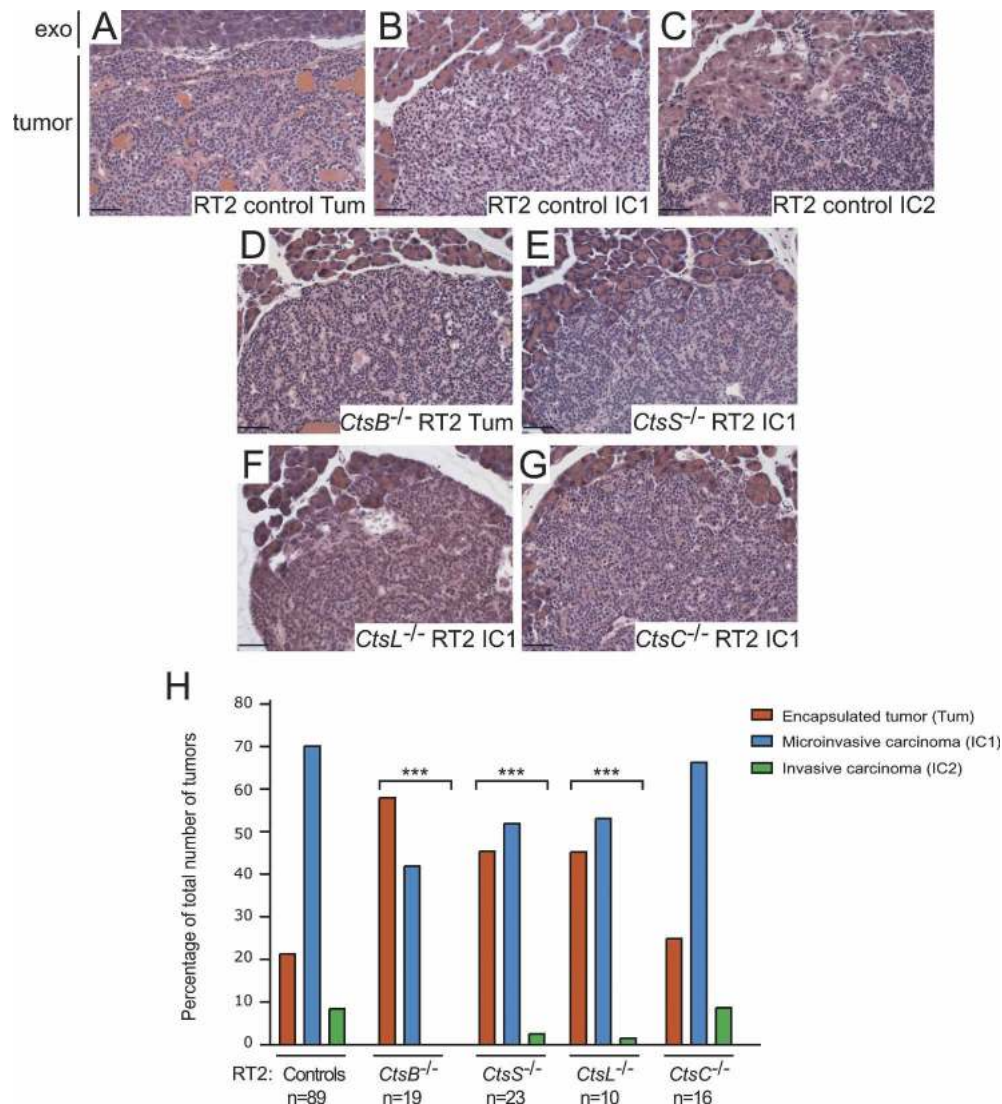 exo
tumor
A
RT2 control Tum
B
RT2 control IC1
C
RT2 control IC2
D
CtsB-/- RT2 Tum
E
CtsS-/- RT2 IC1
F
CtsL-/- RT2 IC1
G
CtsC-/- RT2 IC1
H
Percentage of total number of tumors
80
70
60
50
40
30
20
10
0
***
***
***
Encapsulated tumor (Tum)
Microinvasive carcinoma (IC1)
Invasive carcinoma (IC2)
RT2: Controls CtsB-/- CtsS-/- CtsL-/- CtsC-/-
n=89 n=19 n=23 n=10 n=16